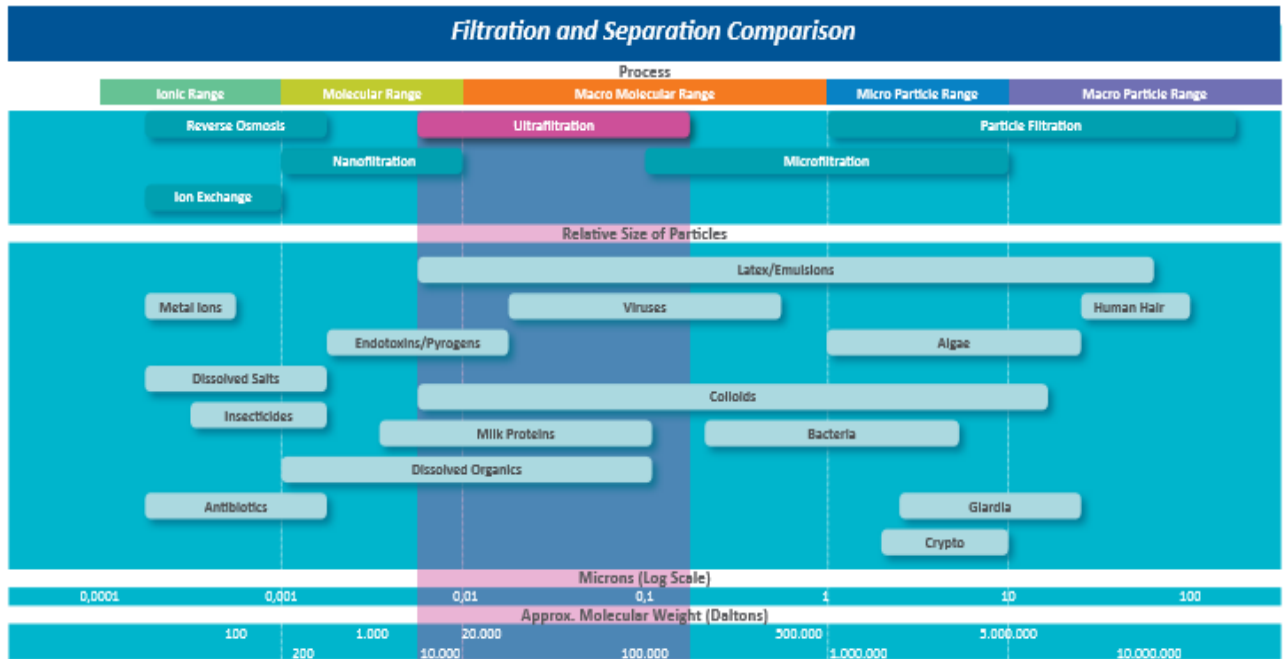 Filtration and Separation Comparison
Process
Ionic Range Molecular Range Macro Molecular Range Micro Particle Range Macro Particle Range
Reverse Osmosis Ultrafiltration Particle Filtration
Nanofiltration Microfiltration
Ion Exchange
Relative Size of Particles
Latex/Emulsions
Metal Ions Viruses Human Hair
Endotoxins/Pyrogens Algae
Dissolved Salts
Colloids
Insecticides
Milk Proteins Bacteria
Dissolved Organics
Antibiotics Giardia
Crypto
Microns (Log Scale)
0,0001 0,001 0,01 0,1 1 10 100
Approx. Molecular Weight (Daltons)
100 1.000 20.000 500.000 5.000.000
200 10.000 100.000 1.000.000 10.000.000